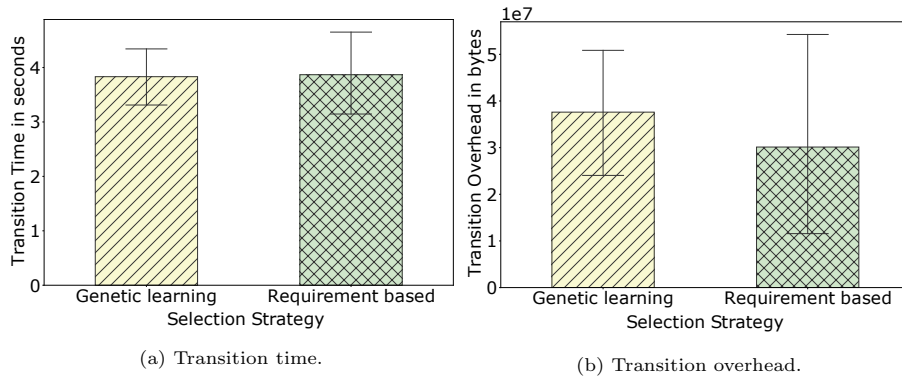 Transition Time in seconds
4
3
2
1
0
Genetic learning Requirement based
Selection Strategy
(a) Transition time.
1e7
Transition Overhead in bytes
5
4
3
2
1
0
Genetic learning Requirement based
Selection Strategy
(b) Transition overhead.